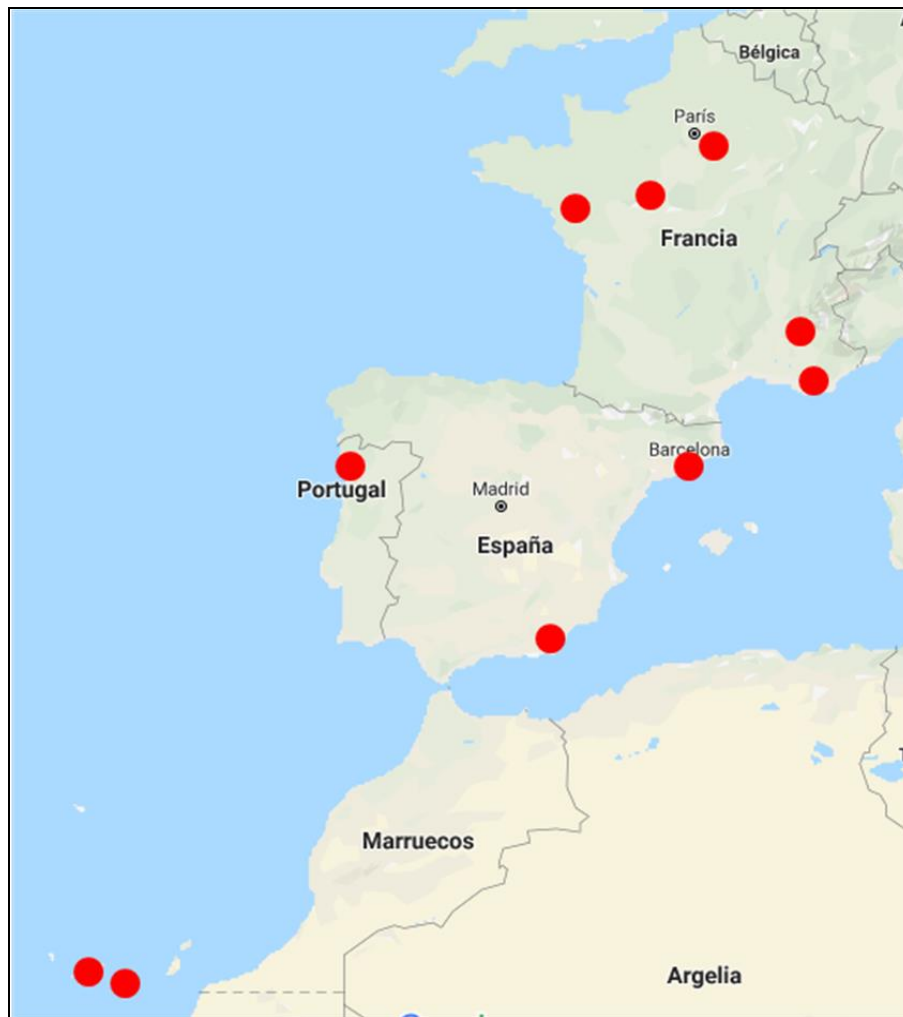 Bélgica
París
Francia
Barcelona
Portugal
Madrid
España
Marruecos
Argelia